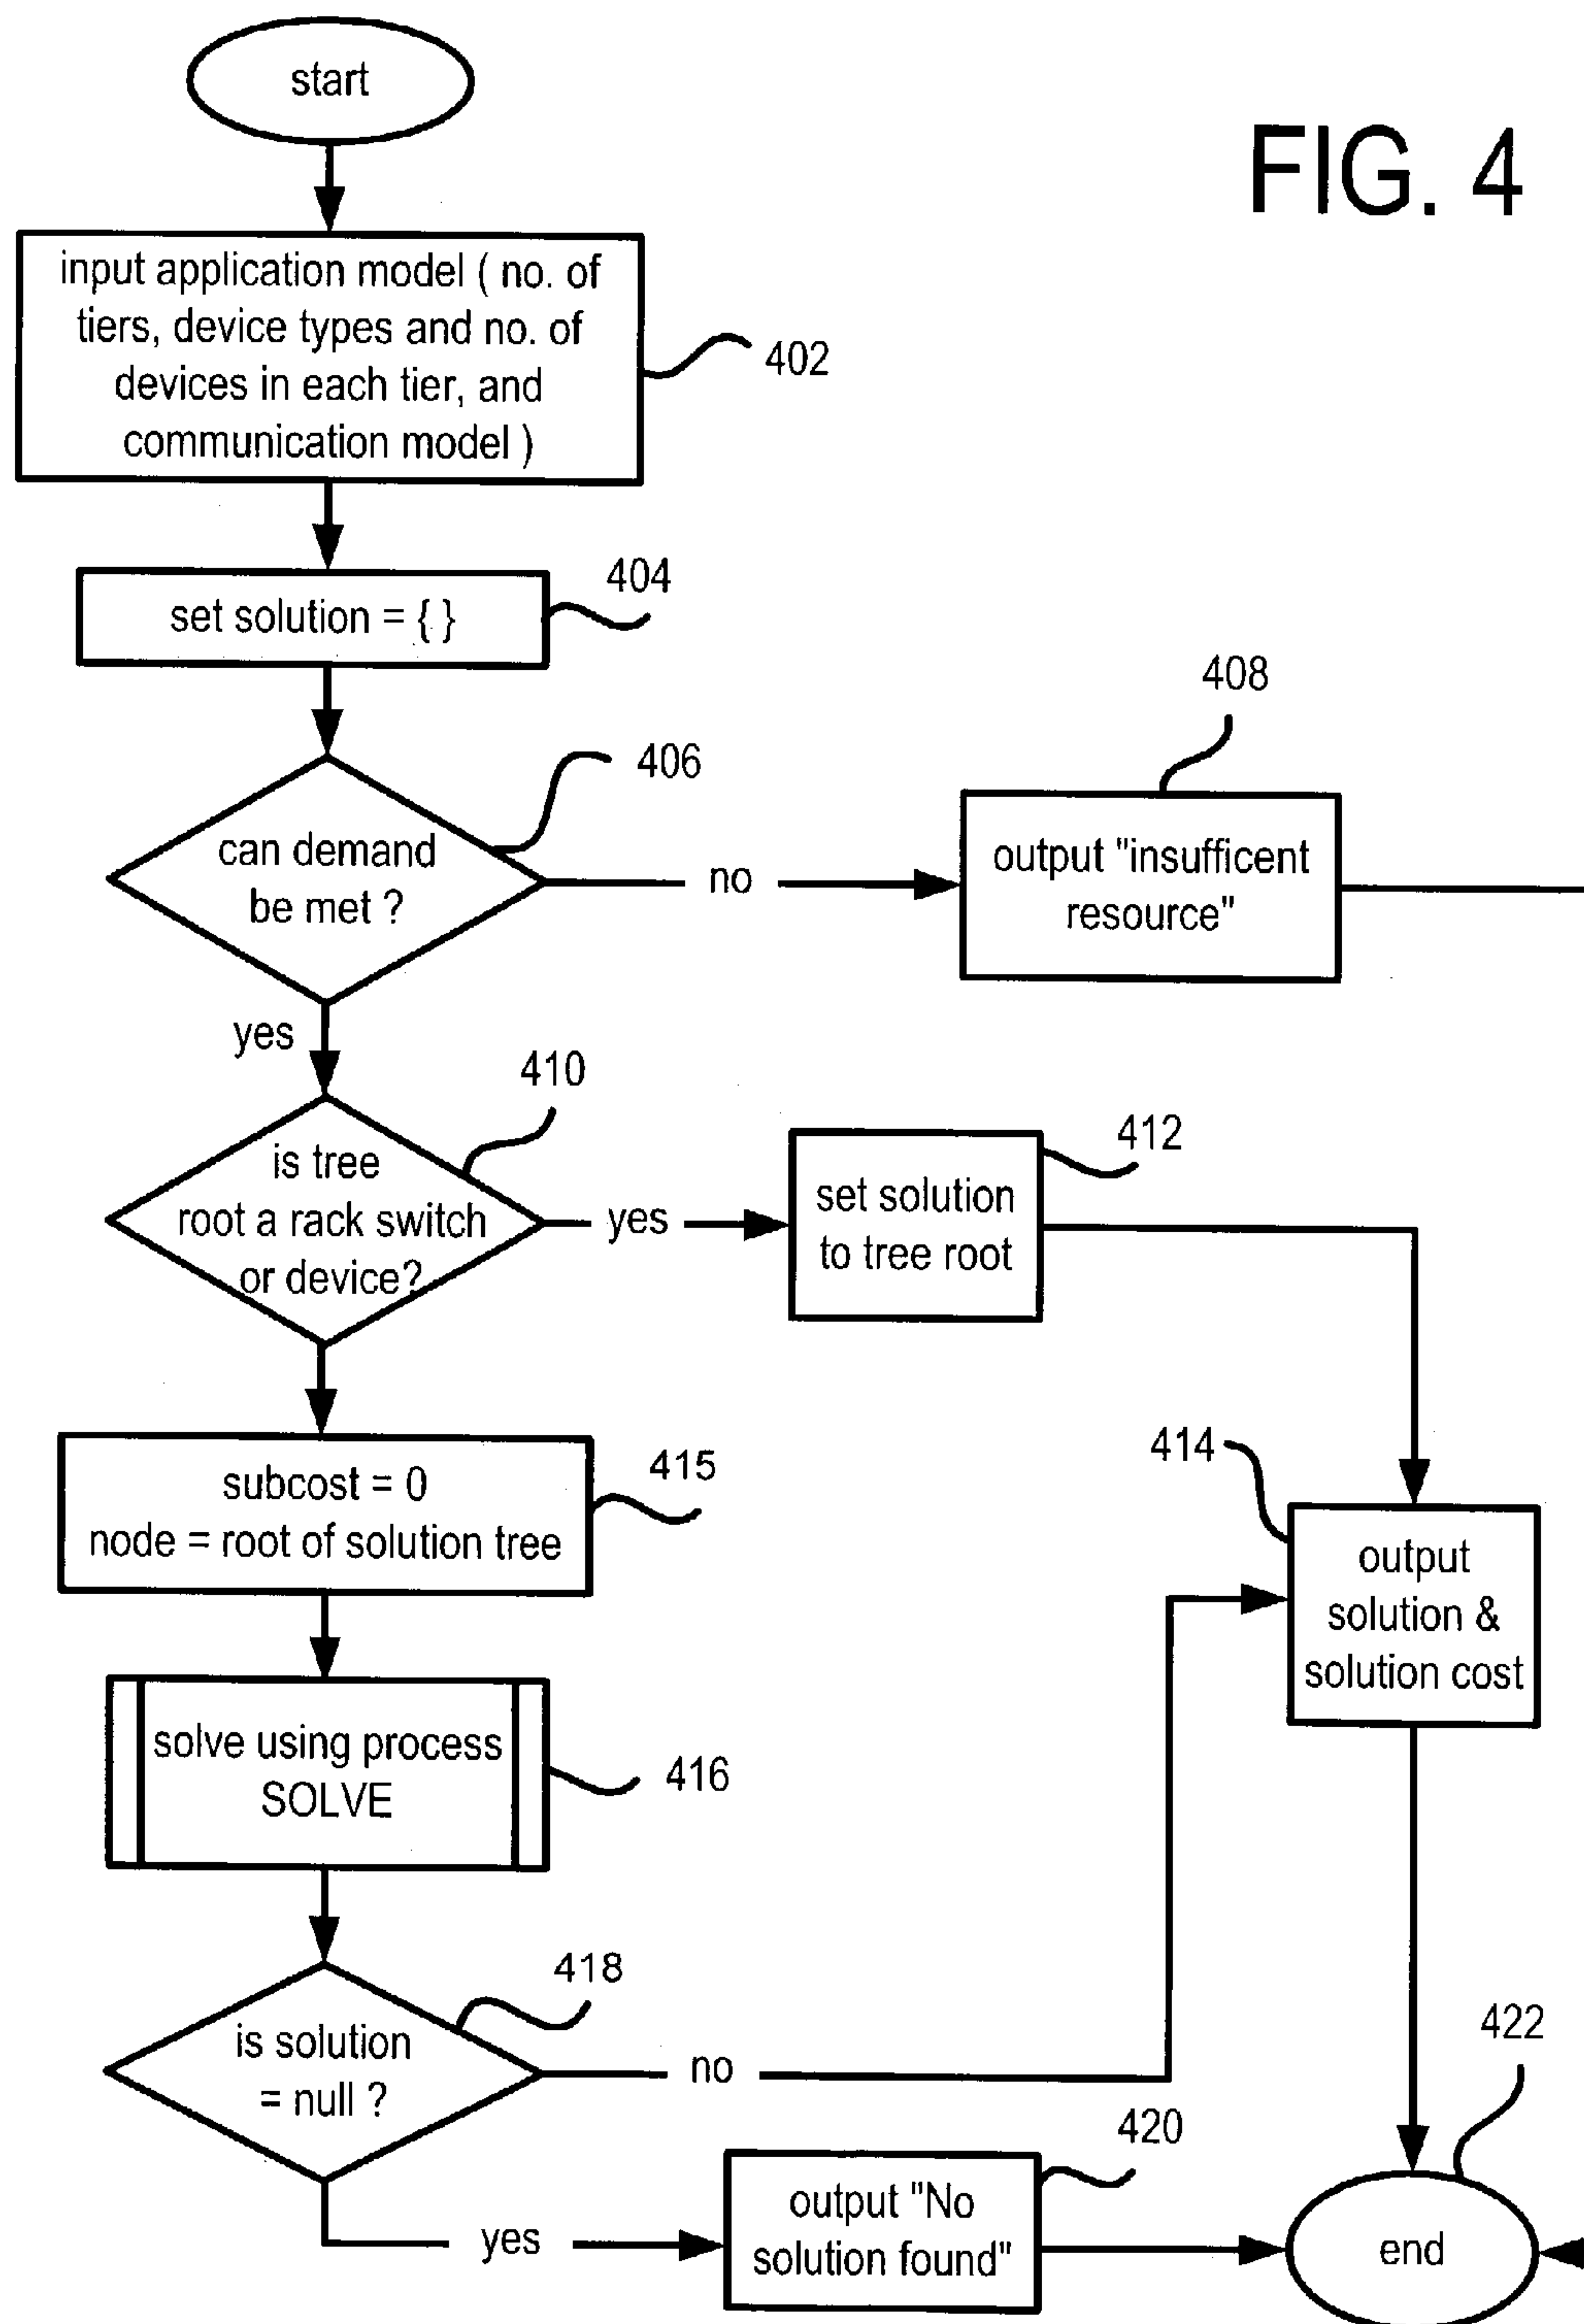 start
FIG. 4
input application model ( no. of
tiers, device types and no. of
devices in each tier, and
communication model )
402
set solution = { }
404
can demand
be met ?
406
no
408
output "insufficent
resource"
yes
is tree
root a rack switch
or device?
410
yes
412
set solution
to tree root
subcost = 0
node = root of solution tree
415
414
output
solution &
solution cost
solve using process
SOLVE
416
is solution
= null ?
418
no
yes
420
output "No
solution found"
422
end